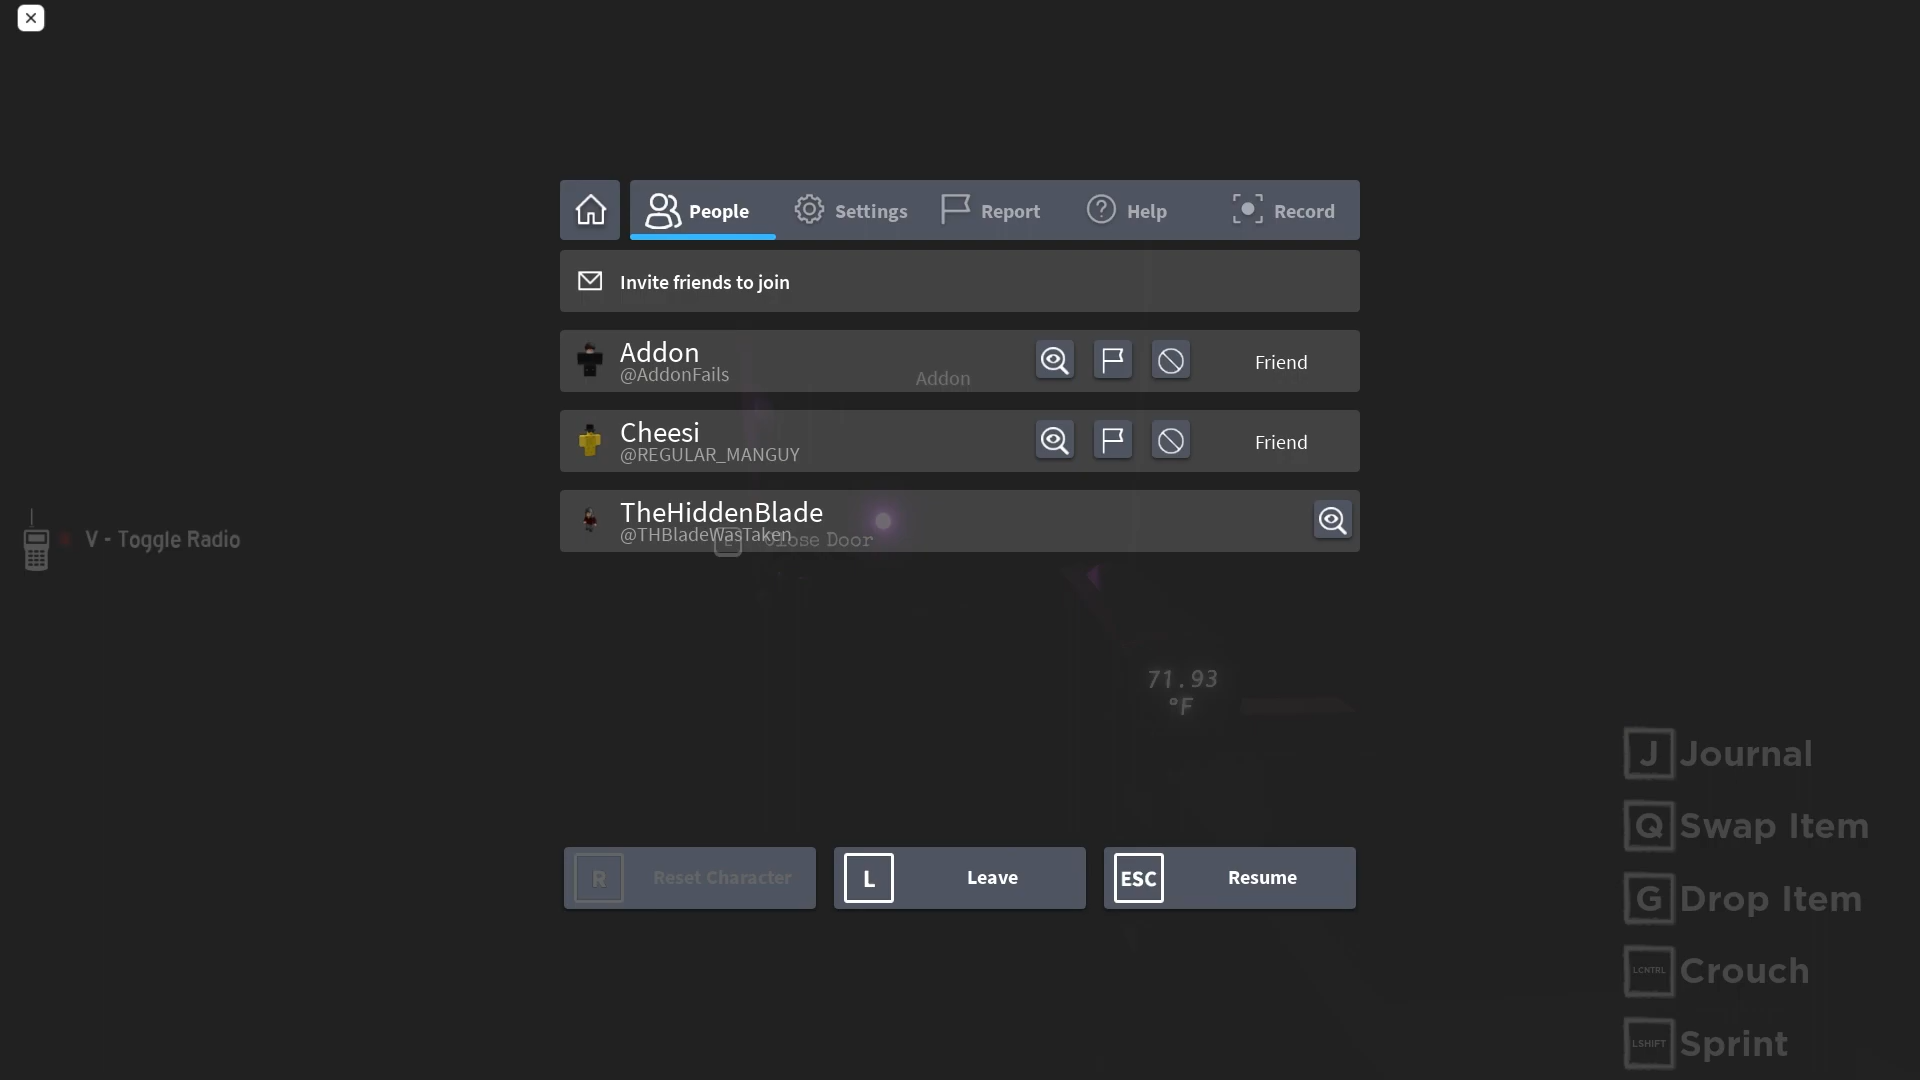 People
Settings
Report
Help
Record
Invite friends to join
Addon
@AddonFails
Friend
Addon
Cheesi
@REGULAR_MANGUY
Friend
TheHiddenBlade
@THBladeWasTaken
Close Door
V - Toggle Radio
71.93
°F
J Journal
Q Swap Item
G Drop Item
LCNTRL Crouch
LSHIFT Sprint
R Reset Character
L Leave
ESC Resume